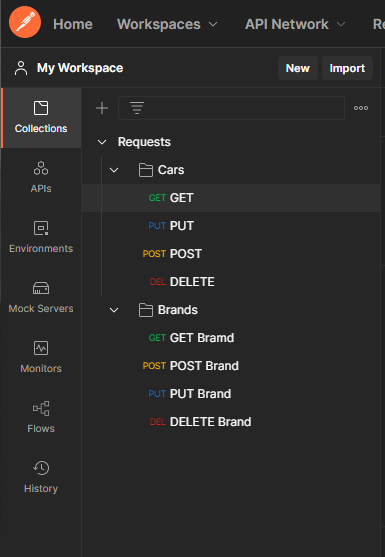 Home Workspaces API Network Re
My Workspace New Import
Collections
APIs
Environments
Mock Servers
Monitors
Flows
History
Requests
Cars
GET GET
PUT PUT
POST POST
DEL DELETE
Brands
GET GET Bramd
POST POST Brand
PUT PUT Brand
DEL DELETE Brand